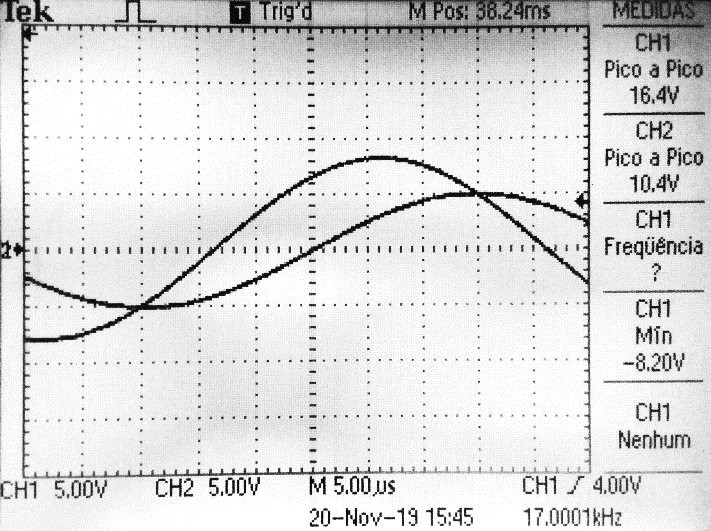 Tek T Trig'd M Pos: 38.24ms MEDIDAS
CH1
Pico a Pico
16.4V
CH2
Pico a Pico
10.4V
CH1
Freqüência
?
CH1
Mín
-8.20V
CH1
Nenhum
2
CH1 5.00V CH2 5.00V M 5.00µs CH1 4.00V
20-Nov-19 15:45 17.0001kHz